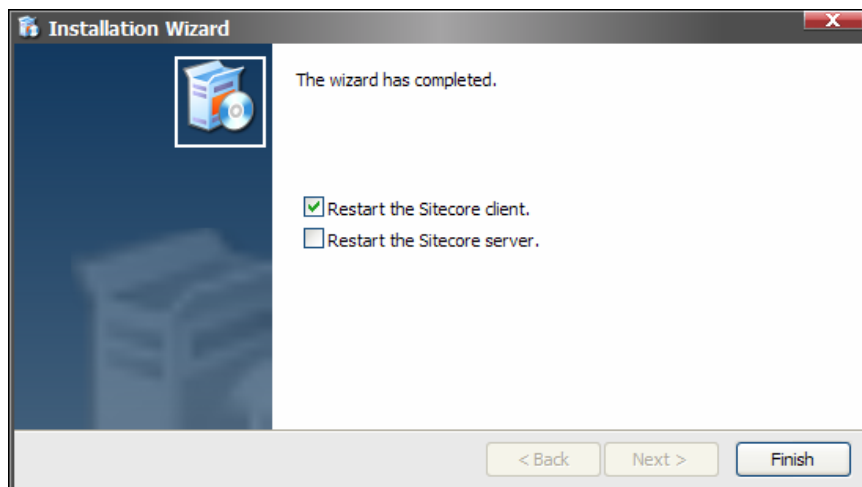 Installation Wizard
The wizard has completed.
Restart the Sitecore client.
Restart the Sitecore server.
< Back
Next >
Finish